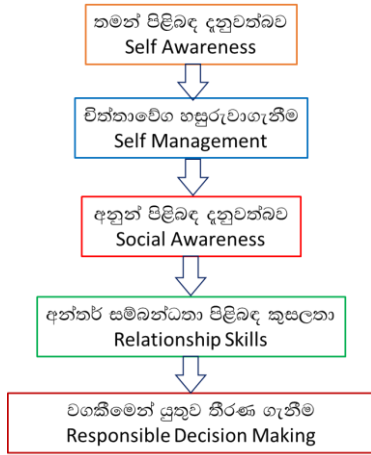 තමන් පිළිබඳ දැනුවත්බව
Self Awareness
චිත්තාවේග හසුරුවාගැනීම
Self Management
අනුන් පිළිබඳ දැනුවත්බව
Social Awareness
අන්තර් සම්බන්ධතා පිළිබඳ කුසලතා
Relationship Skills
වගකීමෙන් යුතුව තීරණ ගැනීම
Responsible Decision Making